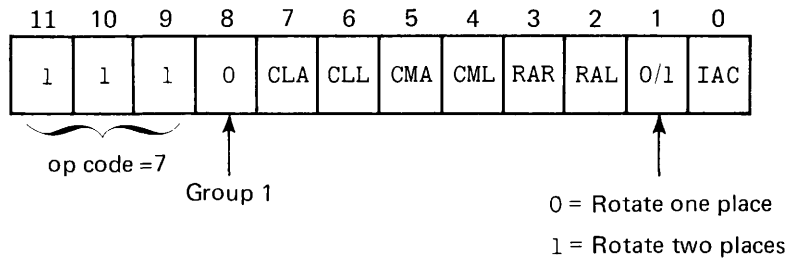 11 10 9 8 7 6 5 4 3 2 1 0
1 1 1 0 CLA CLL CMA CML RAR RAL 0/1 IAC
op code =7
Group 1
0 = Rotate one place
1 = Rotate two places